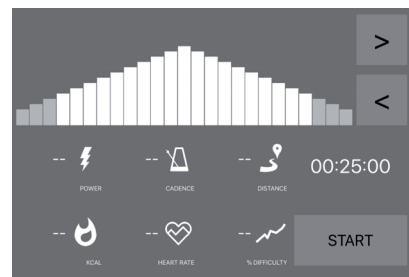 >
<
-- -- --
POWER CADENCE DISTANCE
00:25:00
-- -- --
KCAL HEART RATE % DIFFICULTY
START